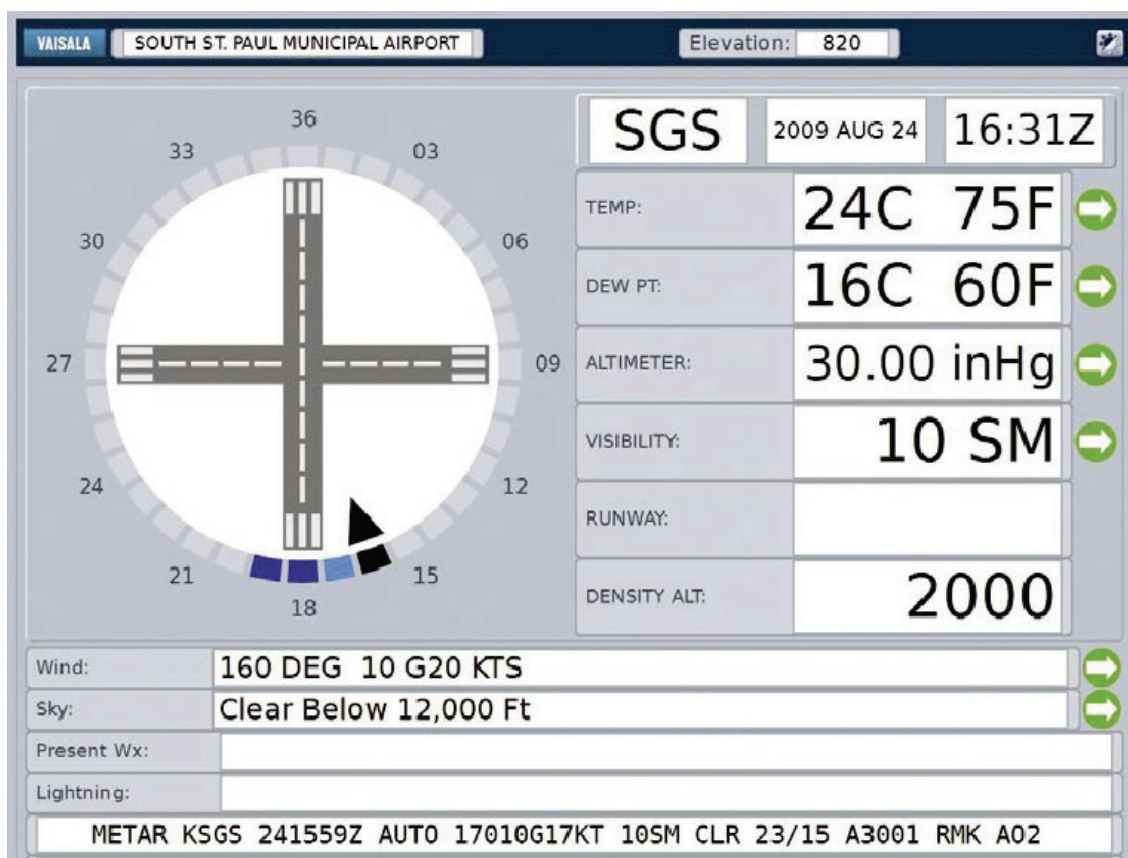 VAISALA SOUTH ST. PAUL MUNICIPAL AIRPORT Elevation: 820
SGS 2009 AUG 24 16:31Z
36
33 03
30 06
27 09
24 12
21 15
18
TEMP: 24C 75F
DEW PT: 16C 60F
ALTIMETER: 30.00 inHg
VISIBILITY: 10 SM
RUNWAY:
DENSITY ALT: 2000
Wind: 160 DEG 10 G20 KTS
Sky: Clear Below 12,000 Ft
Present Wx:
Lightning:
METAR KSGS 241559Z AUTO 17010G17KT 10SM CLR 23/15 A3001 RMK AO2